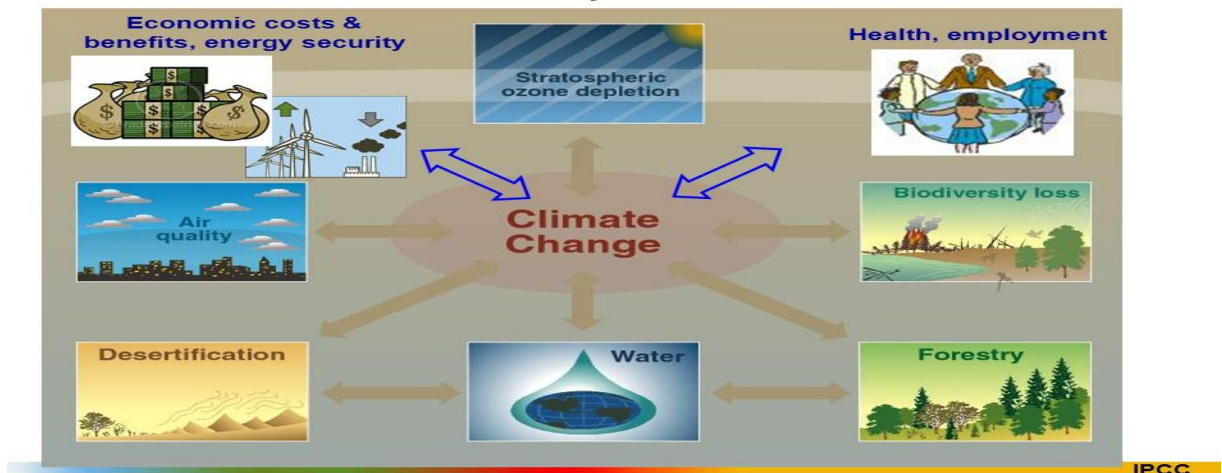 Economic costs &
benefits, energy security
Stratospheric
ozone depletion
Health, employment
Air
quality
Climate
Change
Biodiversity loss
Desertification
Water
Forestry
IPCC